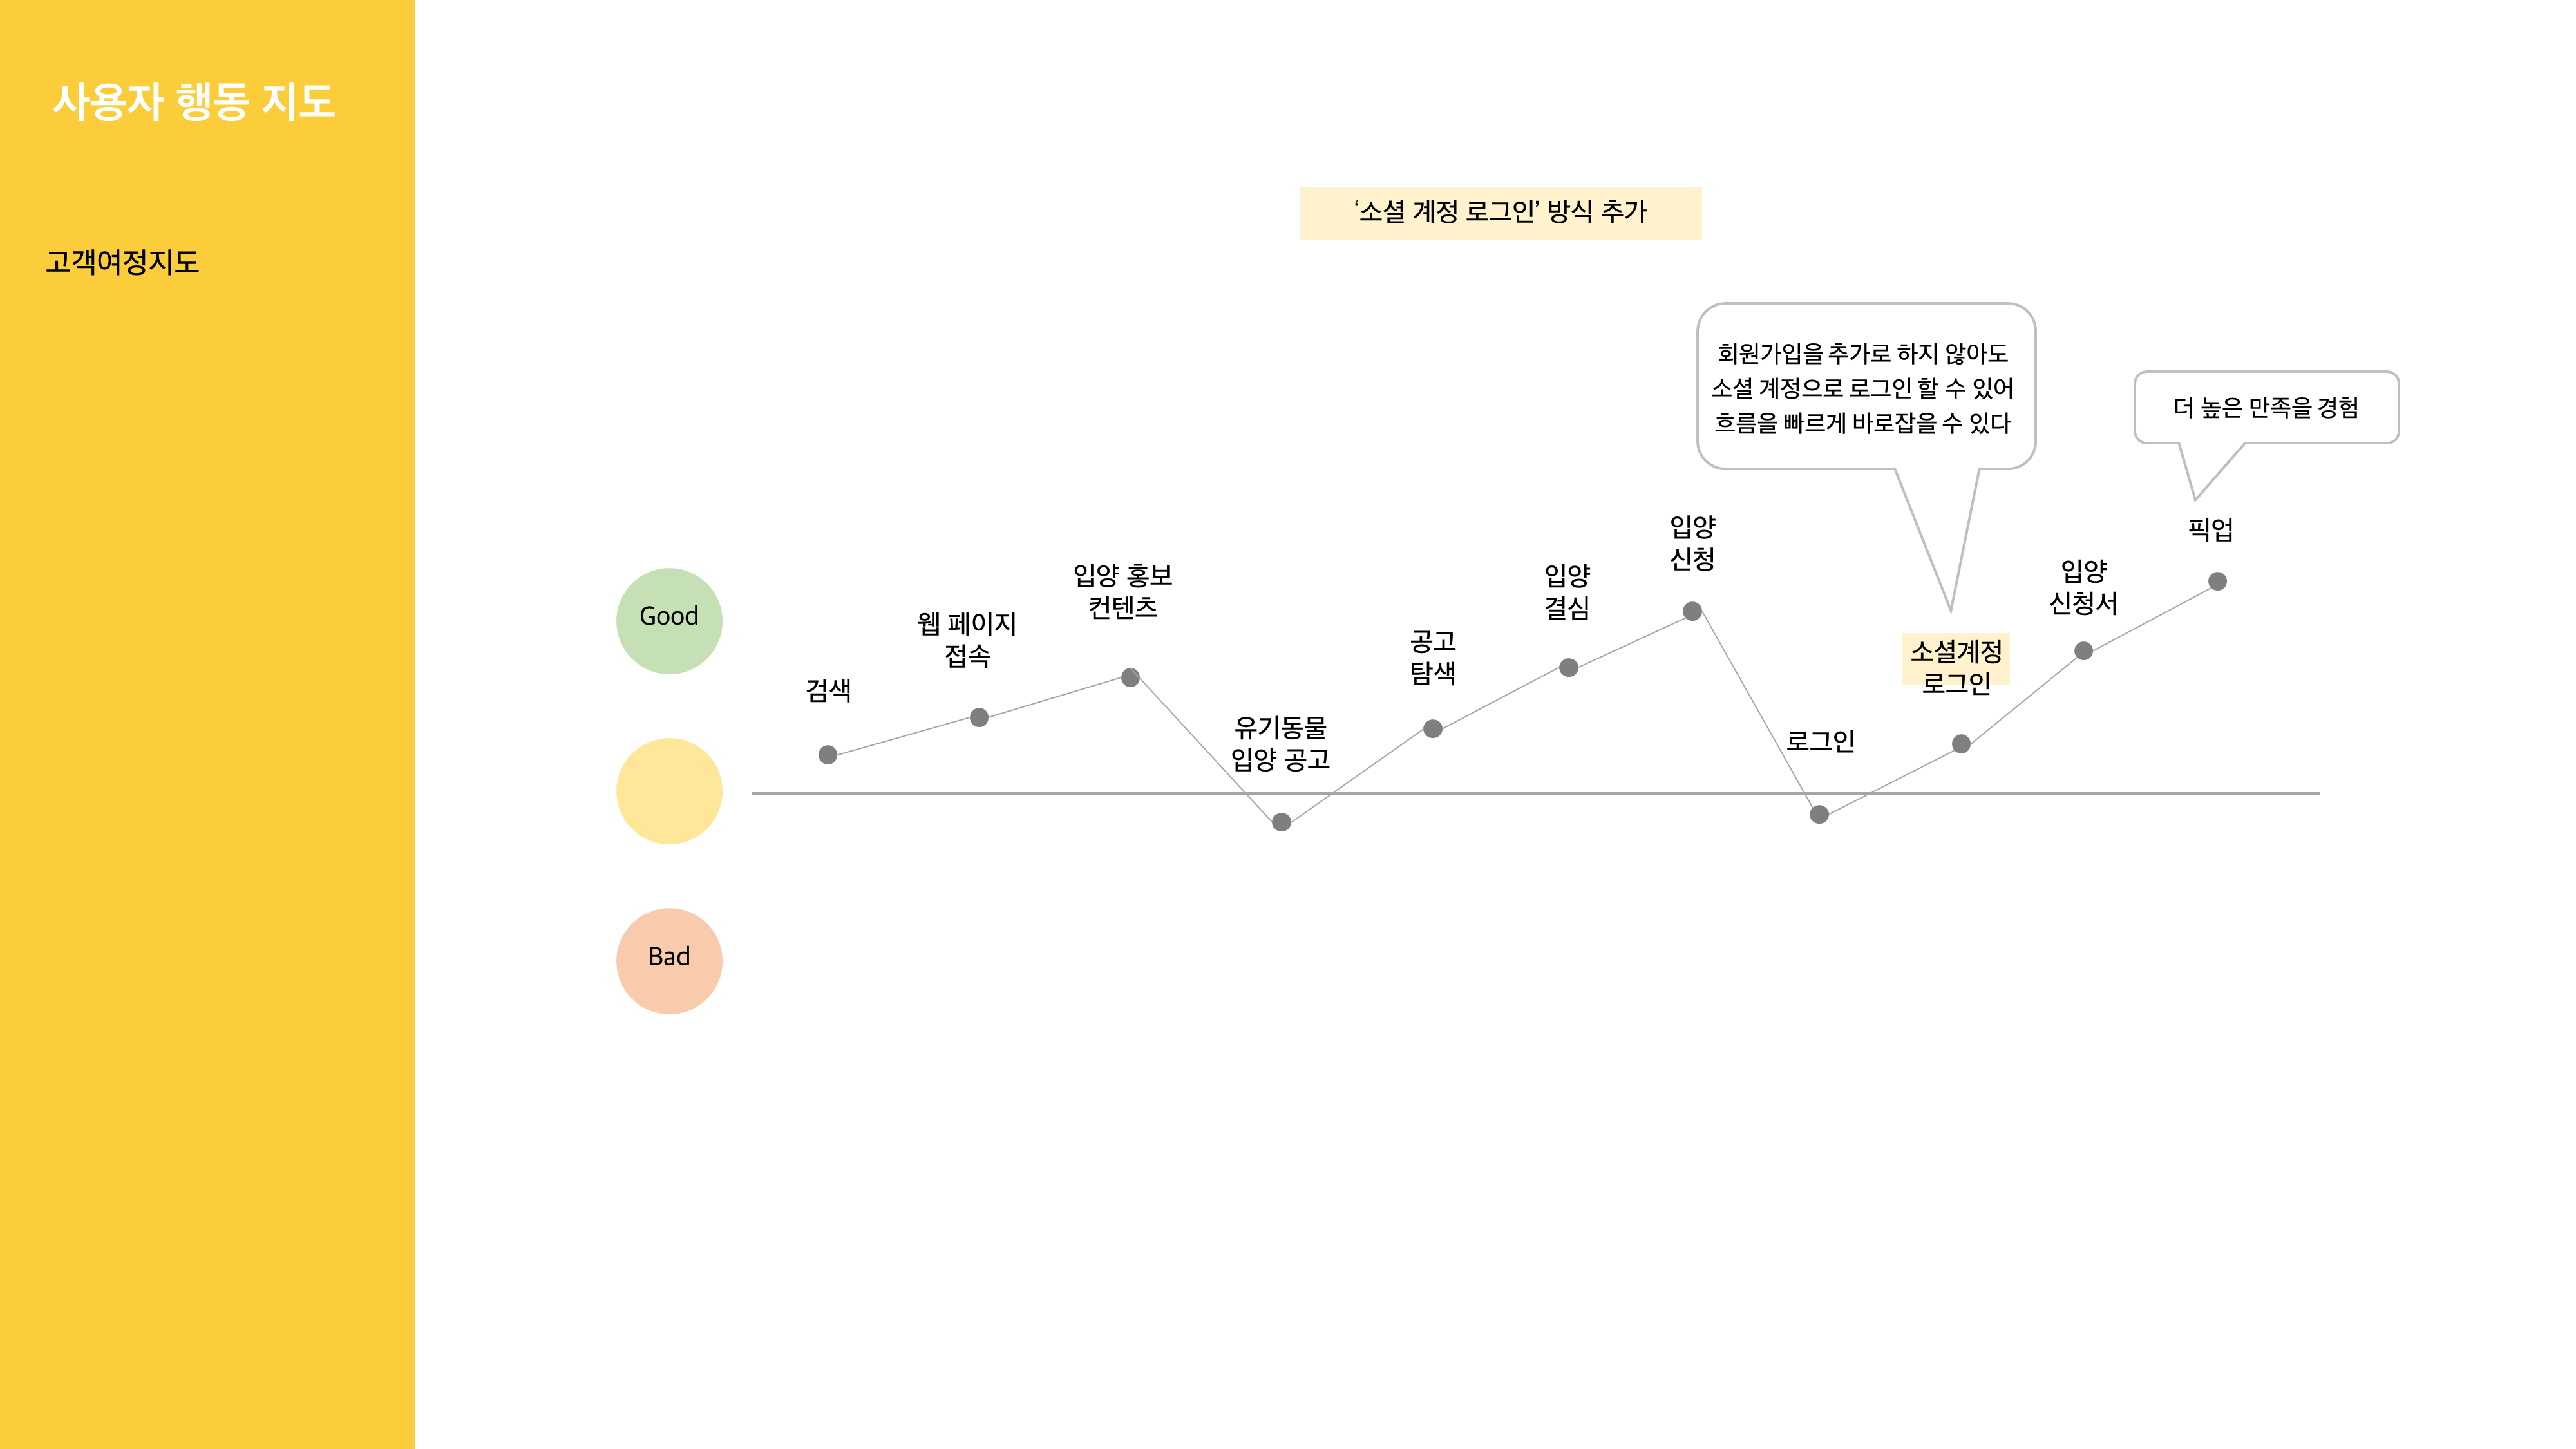 사용자 행동 지도
고객여정지도
‘소셜 계정 로그인’ 방식 추가
회원가입을 추가로 하지 않아도
소셜 계정으로 로그인 할 수 있어
흐름을 빠르게 바로잡을 수 있다
더 높은 만족을 경험
Good
Bad
검색
웹 페이지
접속
입양 홍보
컨텐츠
유기동물
입양 공고
공고
탐색
입양
결심
입양
신청
로그인
소셜계정
로그인
입양
신청서
픽업